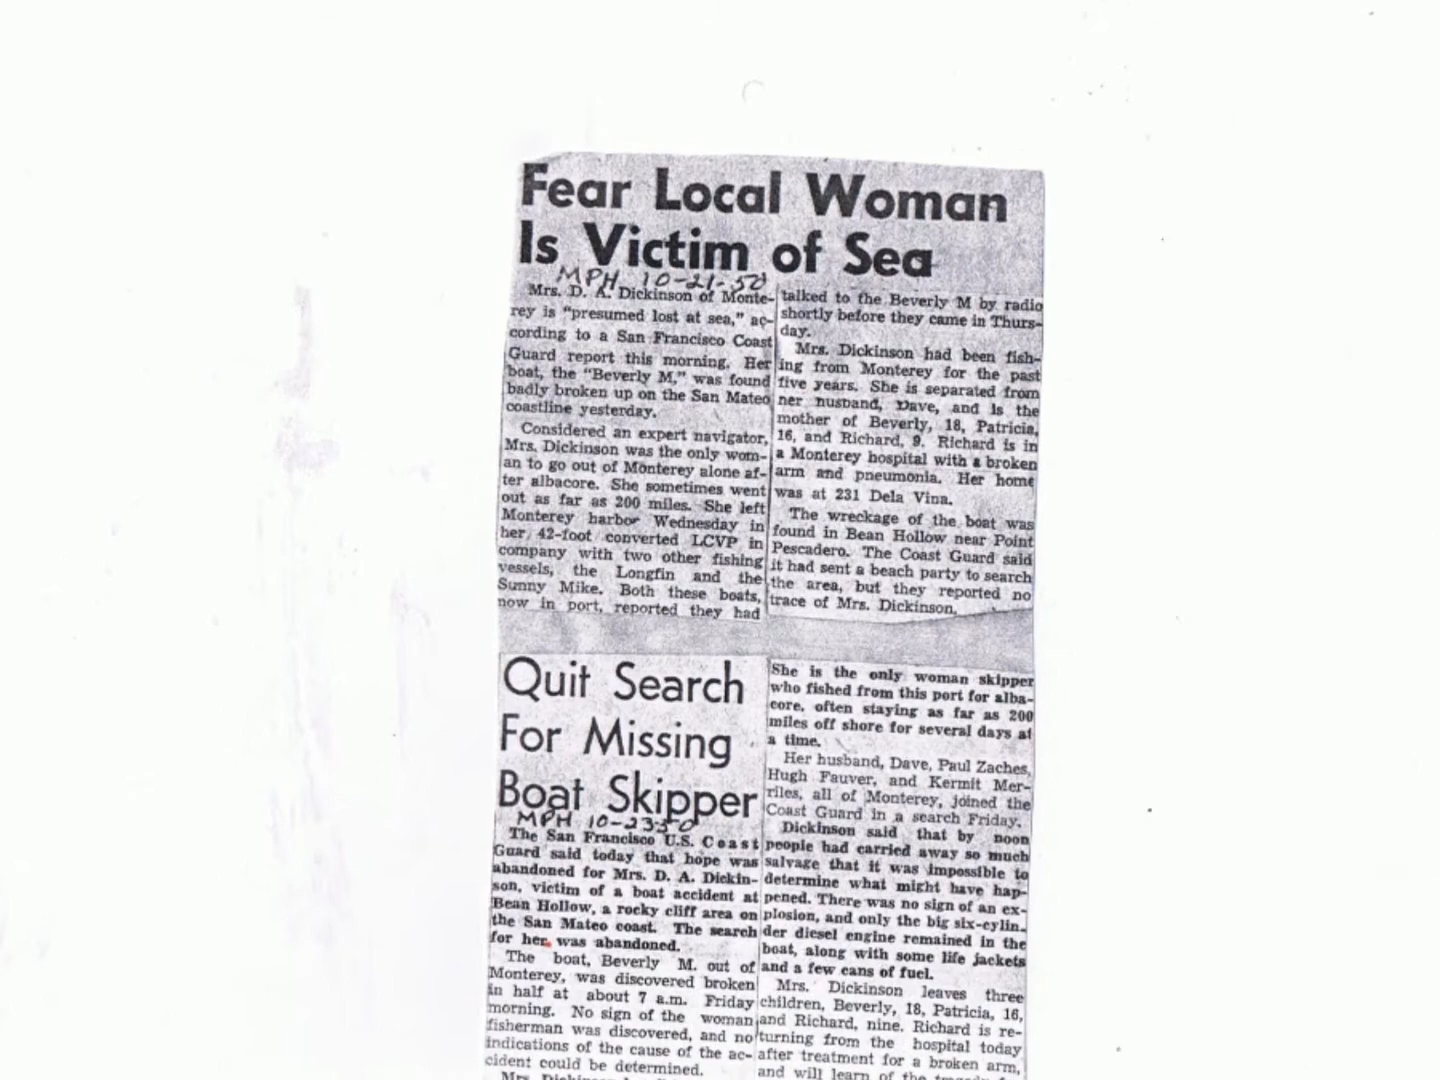 Fear Local Woman
Is Victim of Sea
MPH 10-21-50
Mrs. D. A. Dickinson of Monte-
rey is "presumed lost at sea," ac-
cording to a San Francisco Coast
Guard report this morning. Her
boat, the "Beverly M," was found
badly broken up on the San Mateo
coastline yesterday.
Considered an expert navigator,
Mrs. Dickinson was the only wom-
an to go out of Monterey alone af-
ter albacore. She sometimes went
out as far as 200 miles. She left
Monterey harbor Wednesday in
her 42-foot converted LCVP in
company with two other fishing
vessels, the Longfin and the
Sunny Mike. Both these boats,
now in port, reported they had
talked to the Beverly M by radio
shortly before they came in Thurs-
day.
Mrs. Dickinson had been fish-
ing from Monterey for the past
five years. She is separated from
her husband, Dave, and is the
mother of Beverly, 18, Patricia,
16, and Richard, 9. Richard is in
a Monterey hospital with a broken
arm and pneumonia. Her home
was at 231 Dela Vina.
The wreckage of the boat was
found in Bean Hollow near Point
Pescadero. The Coast Guard said
it had sent a beach party to search
the area, but they reported no
trace of Mrs. Dickinson.
Quit Search
For Missing
Boat Skipper
MPH 10-23-50
The San Francisco U.S. Coast
Guard said today that hope was
abandoned for Mrs. D. A. Dickin-
son, victim of a boat accident at
Bean Hollow, a rocky cliff area on
the San Mateo coast. The search
for her was abandoned.
The boat, Beverly M. out of
Monterey, was discovered broken
in half at about 7 a.m. Friday
morning. No sign of the woman
fisherman was discovered, and no
indications of the cause of the ac-
cident could be determined.
Mrs. Dickinson
She is the only woman skipper
who fished from this port for alba-
core, often staying as far as 200
miles off shore for several days at
a time.
Her husband, Dave, Paul Zaches,
Hugh Fauver, and Kermit Mer-
riles, all of Monterey, joined the
Coast Guard in a search Friday.
Dickinson said that by noon
people had carried away so much
salvage that it was impossible to
determine what might have hap-
pened. There was no sign of an ex-
plosion, and only the big six-cylin-
der diesel engine remained in the
boat, along with some life jackets
and a few cans of fuel.
Mrs. Dickinson leaves three
children, Beverly, 18, Patricia, 16,
and Richard, nine. Richard is re-
turning from the hospital today
after treatment for a broken arm,
and will learn of the tragedy